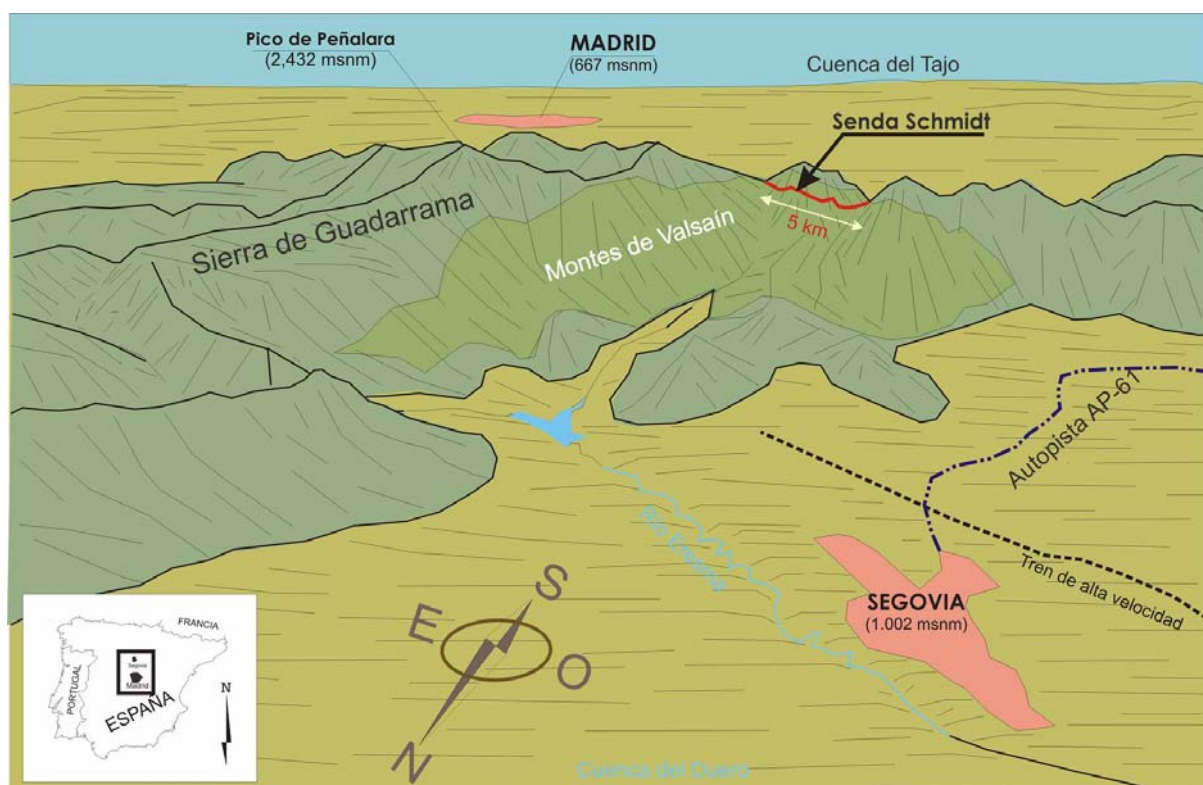 Pico de Peñalara
(2,432 msnm)
MADRID
(667 msnm)
Cuenca del Tajo
Senda Schmidt
5 km
Sierra de Guadarrama
Montes de Valsaín
Autopista AP-61
Río Eresma
Tren de alta velocidad
SEGOVIA
(1.002 msnm)
S
E
O
N
Cuenca del Duero
FRANCIA
PORTUGAL
Segovia
Madrid
ESPAÑA
N